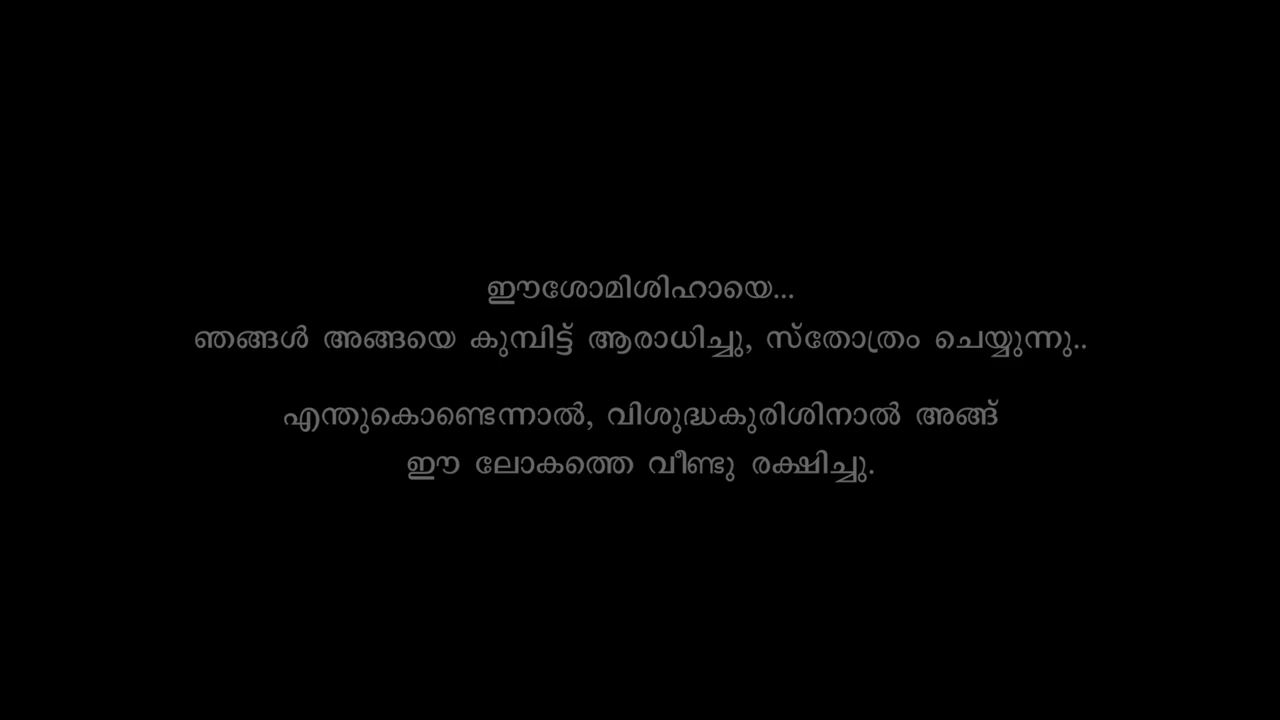 ഈശോമിശിഹായെ...
ഞങ്ങൾ അങ്ങയെ കുമ്പിട്ട് ആരാധിച്ചു, സ്തോത്രം ചെയ്യുന്നു..
എന്തുകൊണ്ടെന്നാൽ, വിശുദ്ധകുരിശിനാൽ അങ്ങ്
ഈ ലോകത്തെ വീണ്ടു രക്ഷിച്ചു.